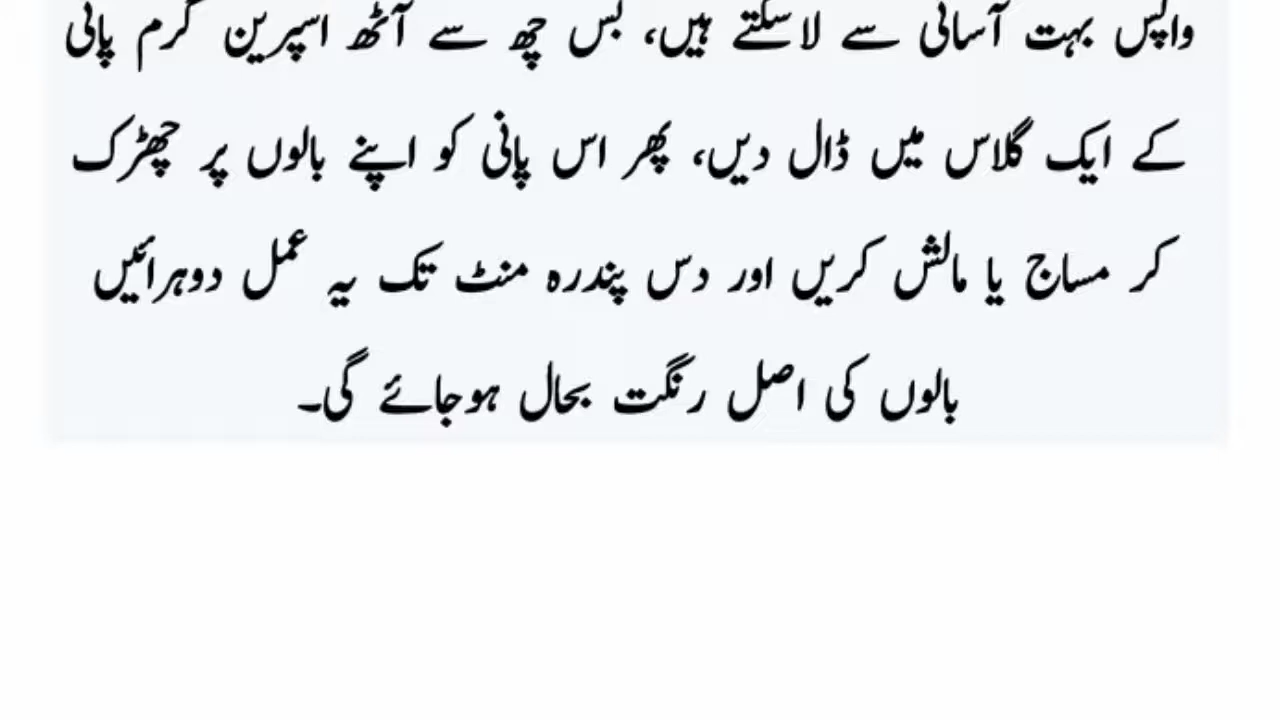 واپس بہت آسانی سے لاسکتے ہیں، بس چھ سے آٹھ اسپرین گرم پانی
کے ایک گلاس میں ڈال دیں، پھر اس پانی کو اپنے بالوں پر چھڑک
کر مساج یا مالش کریں اور دس پندرہ منٹ تک یہ عمل دوہرائیں
بالوں کی اصل رنگت بحال ہوجائے گی۔